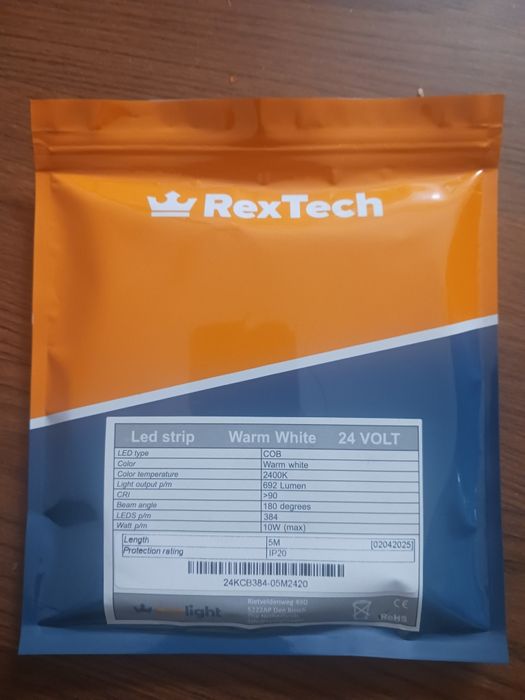 RexTech
Led strip Warm White 24 VOLT
LED type COB
Color Warm white
Color temperature 2400K
Light output p/m 692 Lumen
CRI >90
Beam angle 180 degrees
LEDS p/m 384
Watt p/m 10W (max)
Length 5M [02042025]
Protection rating IP20
24KCB384-05M2420
light
Rietveldenweg
5222AP Den Bosch
The Netherlands
CE
RoHS